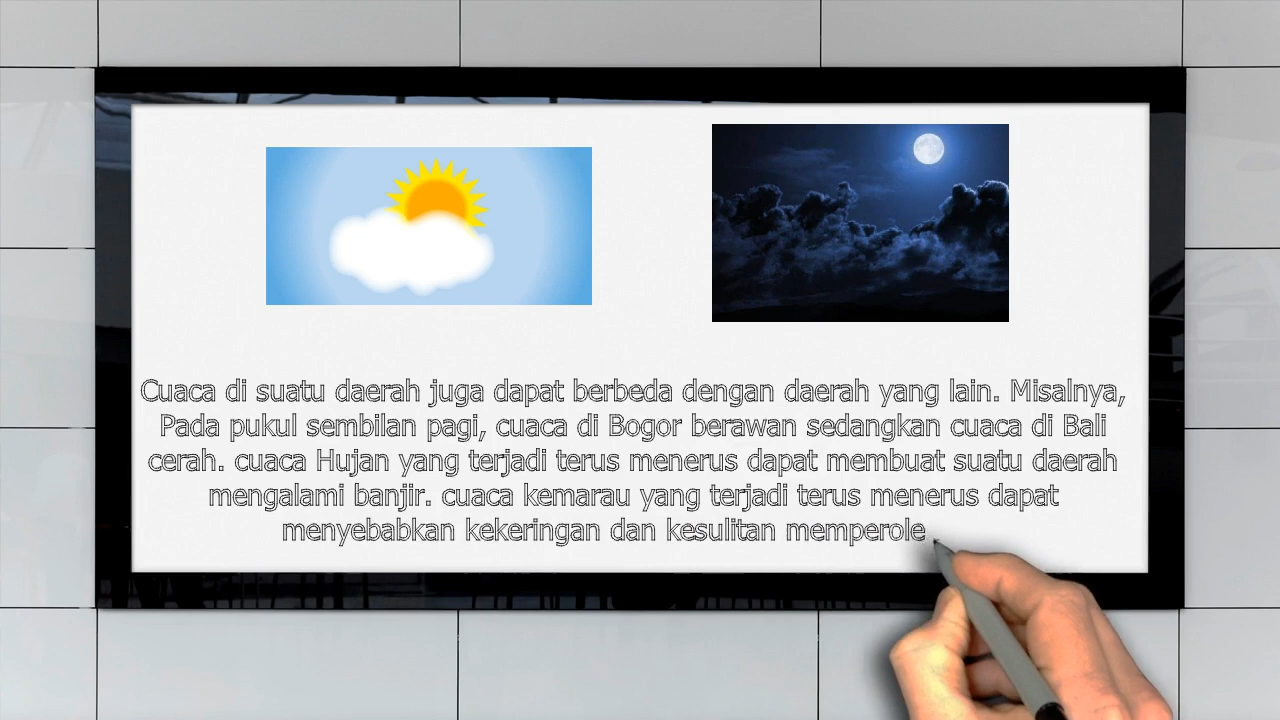 Cuaca di suatu daerah juga dapat berbeda dengan daerah yang lain. Misalnya,
Pada pukul sembilan pagi, cuaca di Bogor berawan sedangkan cuaca di Bali
cerah. cuaca Hujan yang terjadi terus menerus dapat membuat suatu daerah
mengalami banjir. cuaca kemarau yang terjadi terus menerus dapat
menyebabkan kekeringan dan kesulitan memperole